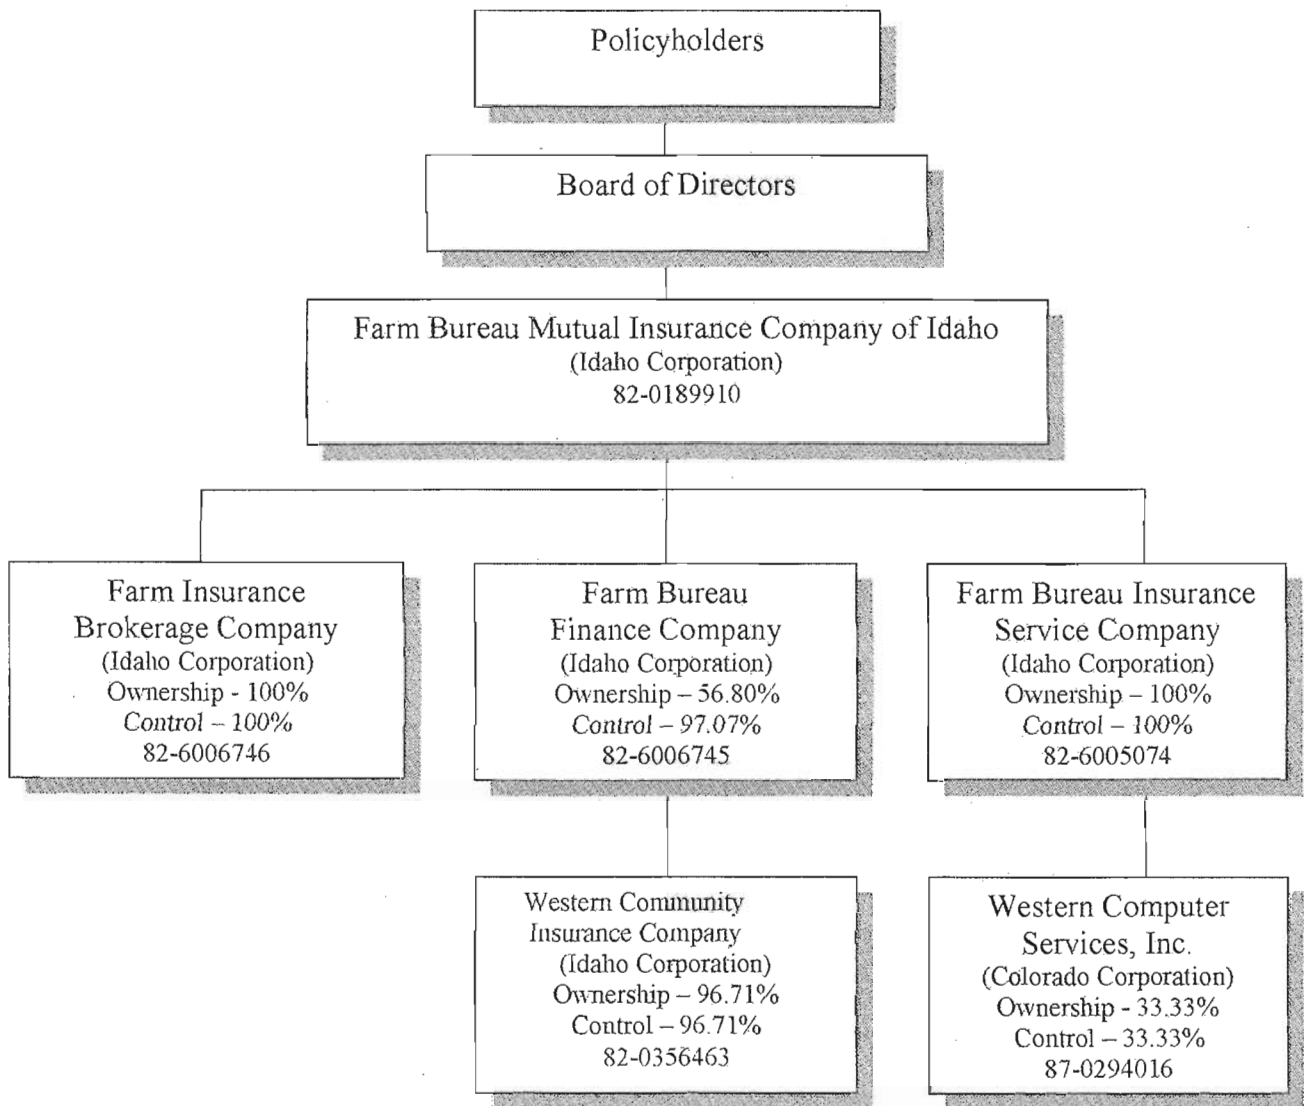 Policyholders
Board of Directors
Farm Bureau Mutual Insurance Company of Idaho
(Idaho Corporation)
82-0189910
Farm Insurance
Brokerage Company
(Idaho Corporation)
Ownership - 100%
Control – 100%
82-6006746
Farm Bureau
Finance Company
(Idaho Corporation)
Ownership – 56.80%
Control – 97.07%
82-6006745
Farm Bureau Insurance
Service Company
(Idaho Corporation)
Ownership – 100%
Control – 100%
82-6005074
Western Community
Insurance Company
(Idaho Corporation)
Ownership – 96.71%
Control – 96.71%
82-0356463
Western Computer
Services, Inc.
(Colorado Corporation)
Ownership - 33.33%
Control – 33.33%
87-0294016